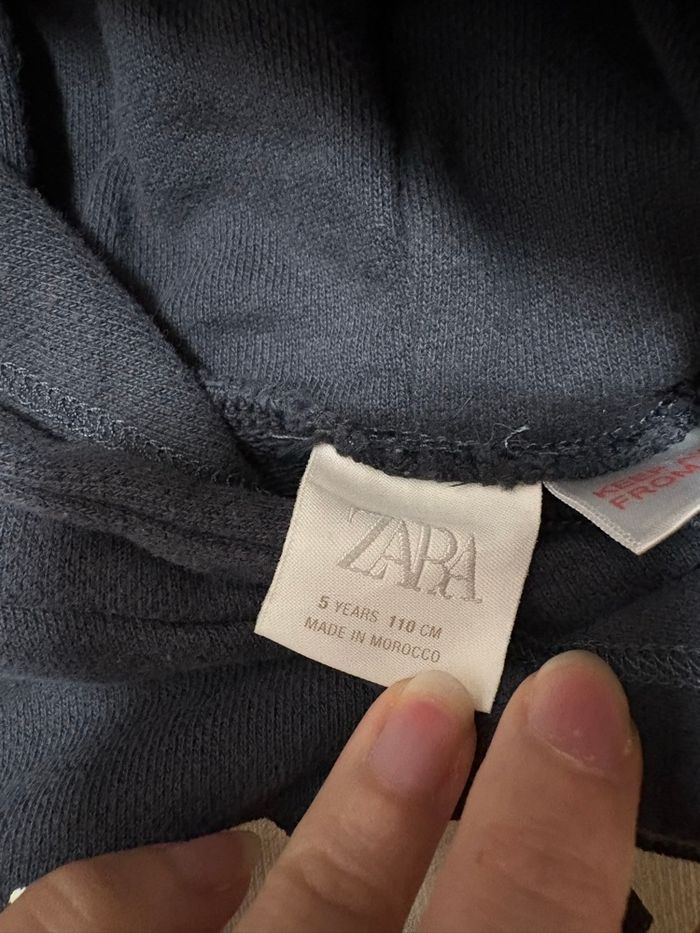 ZARA
5 YEARS 110 CM
MADE IN MOROCCO
FROM